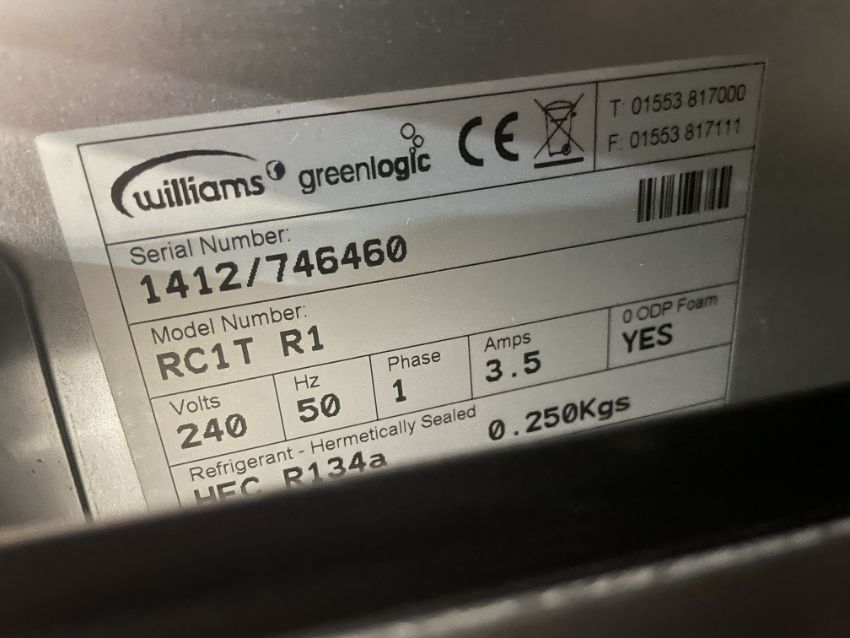 williams greenlogic CE
T: 01553 817000
F: 01553 817111
Serial Number:
1412/746460
Model Number:
RC1T R1
Volts Hz Phase Amps 0 ODP Foam
240 50 1 3.5 YES
Refrigerant - Hermetically Sealed
HFC R134a 0.250Kgs